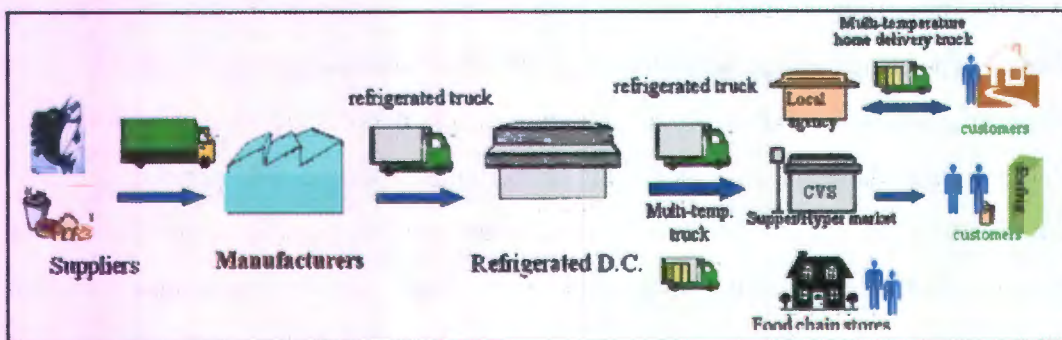 Multi-temperature
home delivery truck
refrigerated truck
refrigerated truck
Local
agency
customers
CVS
Multi-temp.
truck
Supper/Hyper market
customers
Suppliers
Manufacturers
Refrigerated D.C.
Food chain stores